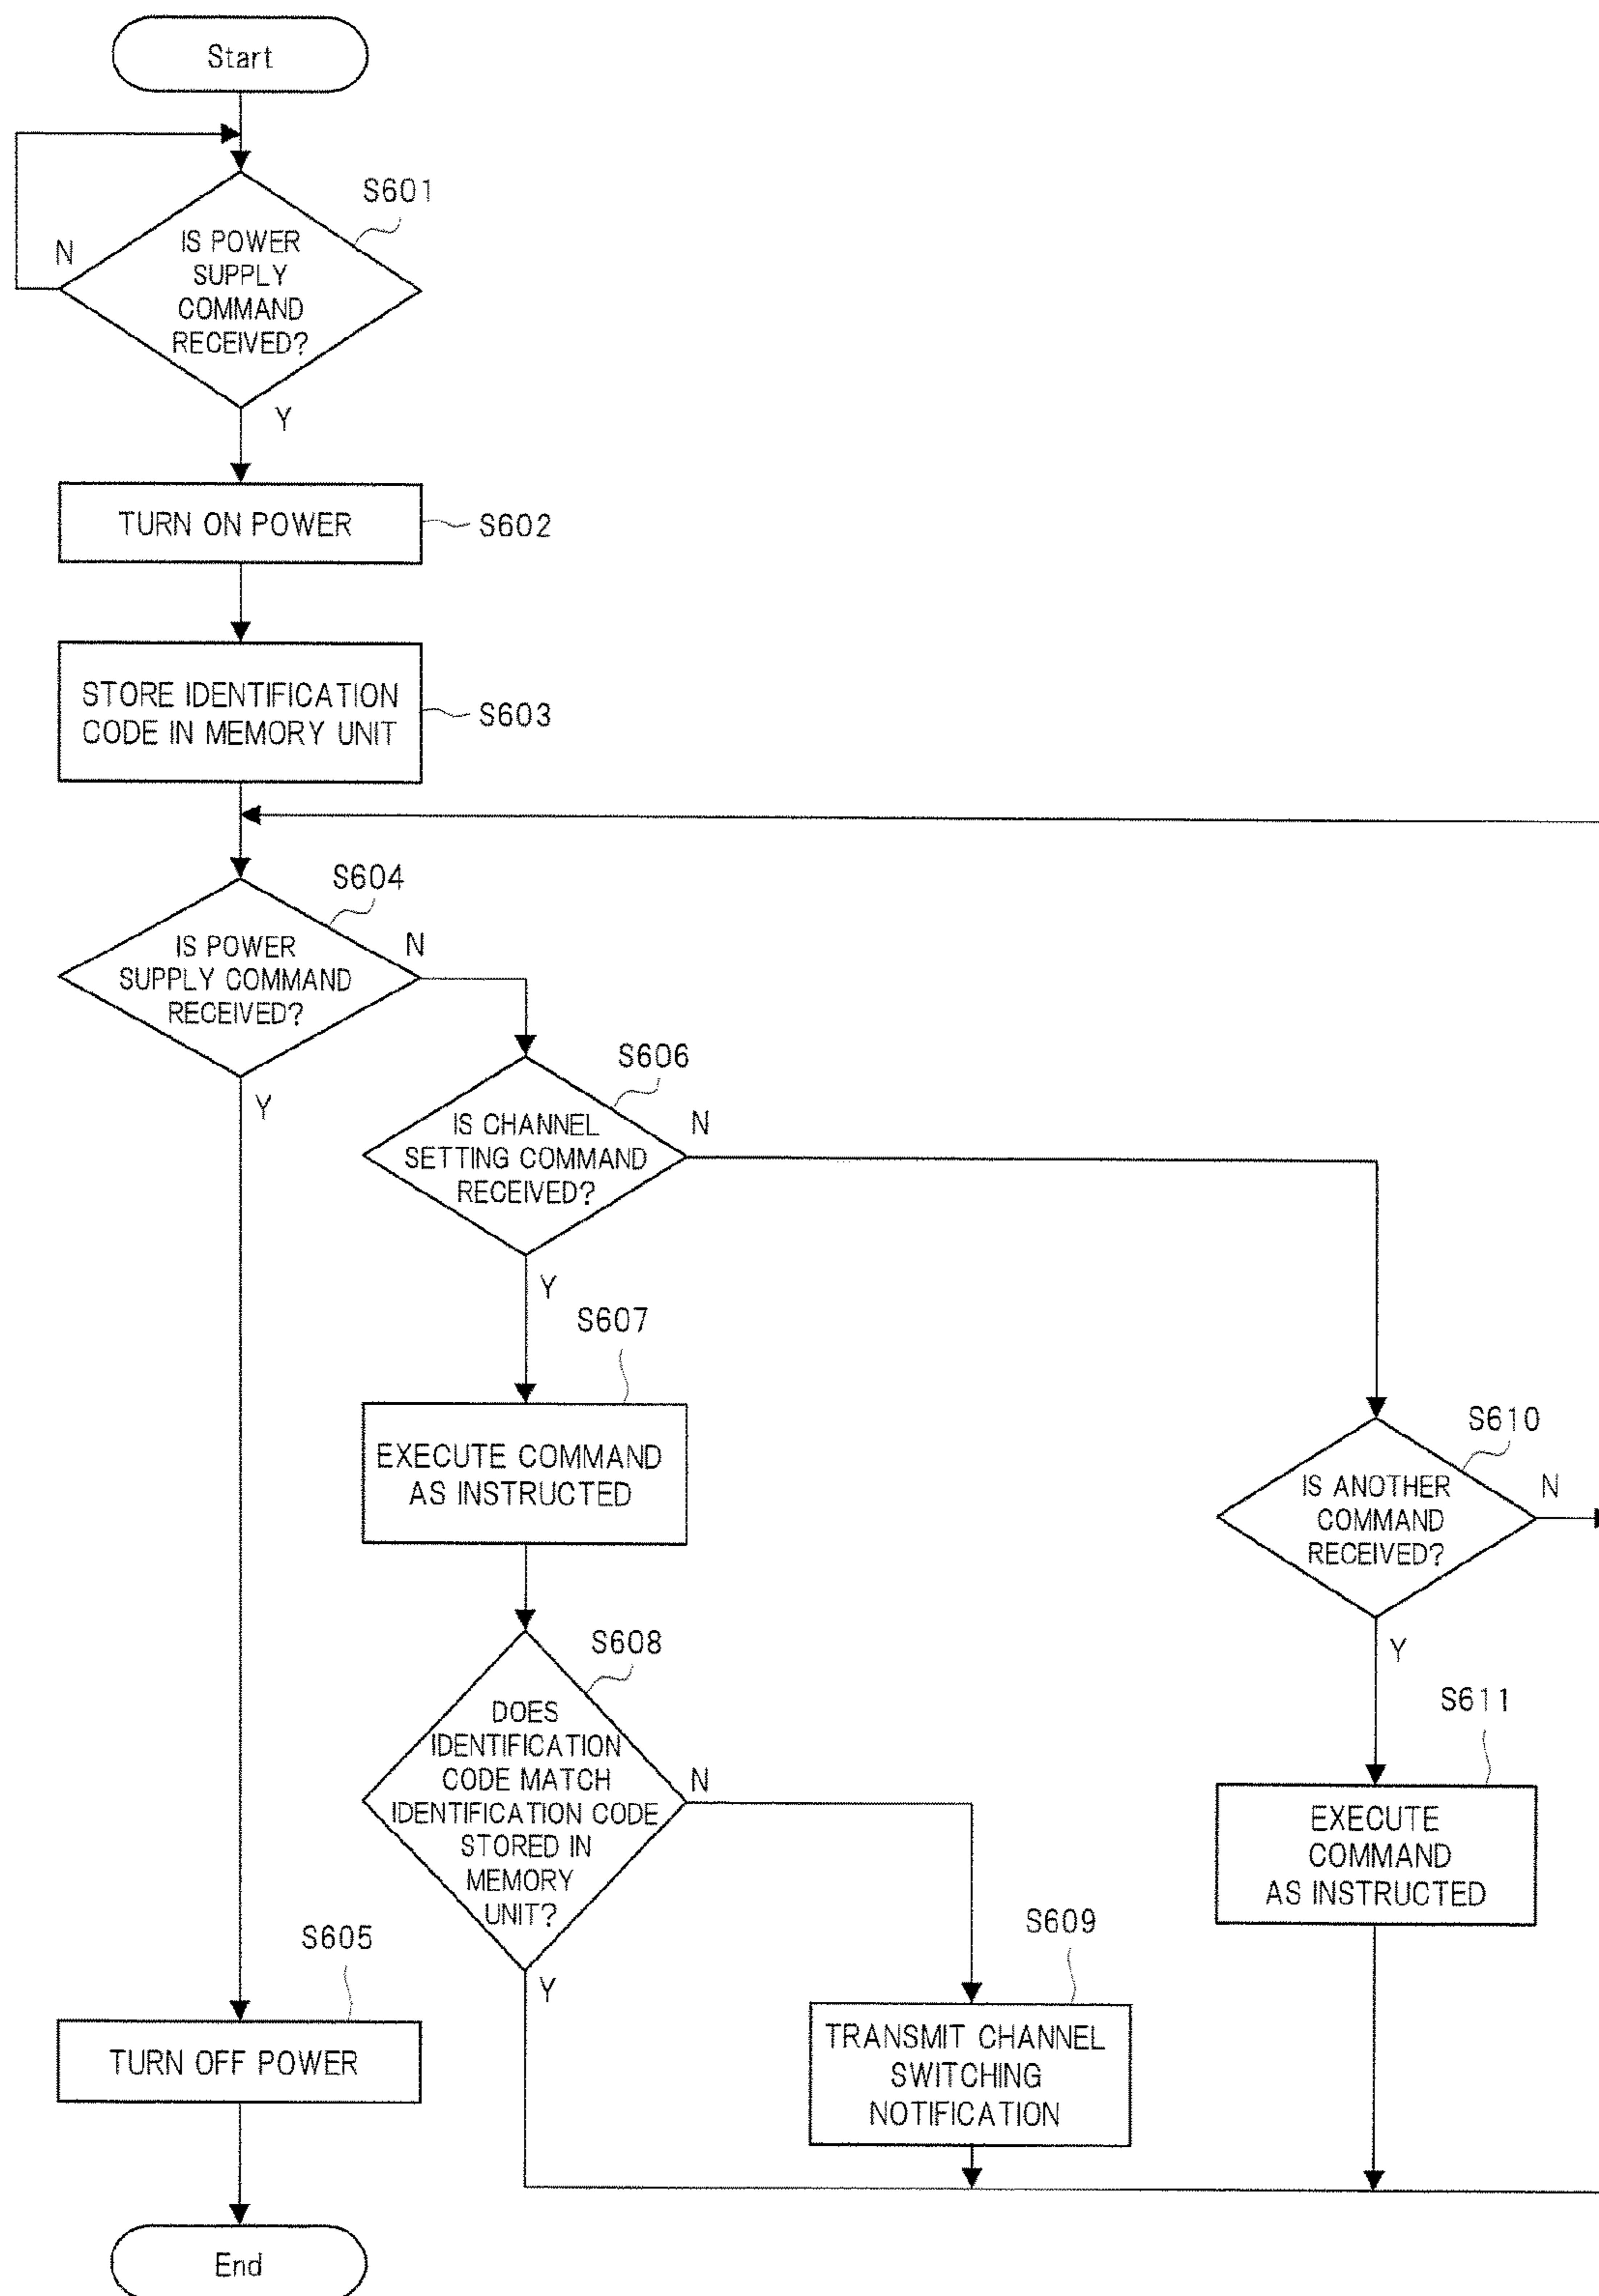 Start
S601
N
IS POWER
SUPPLY
COMMAND
RECEIVED?
Y
TURN ON POWER
S602
STORE IDENTIFICATION
CODE IN MEMORY UNIT
S603
S604
IS POWER
SUPPLY COMMAND
RECEIVED?
N
Y
S606
IS CHANNEL
SETTING COMMAND
RECEIVED?
N
Y
S607
EXECUTE COMMAND
AS INSTRUCTED
S610
IS ANOTHER
COMMAND
RECEIVED?
N
Y
S608
DOES
IDENTIFICATION
CODE MATCH
IDENTIFICATION CODE
STORED IN
MEMORY
UNIT?
N
Y
S611
EXECUTE
COMMAND
AS INSTRUCTED
S609
TRANSMIT CHANNEL
SWITCHING
NOTIFICATION
S605
TURN OFF POWER
End